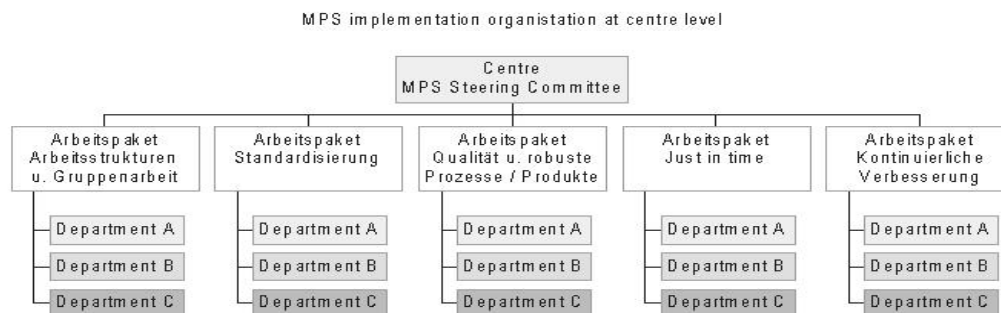 MPS implementation organistation at centre level
Centre
MPS Steering Committee
Arbeitspaket
Arbeitsstrukturen
u. Gruppenarbeit
Arbeitspaket
Standardisierung
Arbeitspaket
Qualität u. robuste
Prozesse / Produkte
Arbeitspaket
Just in time
Arbeitspaket
Kontinuierliche
Verbesserung
Department A
Department B
Department C
Department A
Department B
Department C
Department A
Department B
Department C
Department A
Department B
Department C
Department A
Department B
Department C